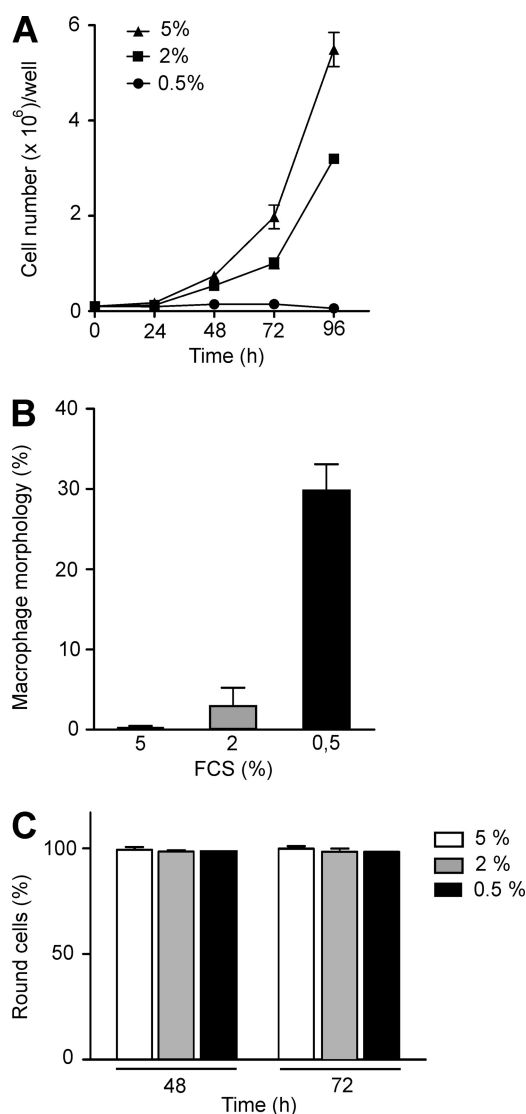 A
5%
2%
0.5%
Cell number (x 10⁶)/well
6
4
2
0
0 24 48 72 96
Time (h)
B
Macrophage morphology (%)
40
30
20
10
0
5 2 0,5
FCS (%)
C
5 %
2 %
0.5 %
Round cells (%)
100
50
0
48 72
Time (h)